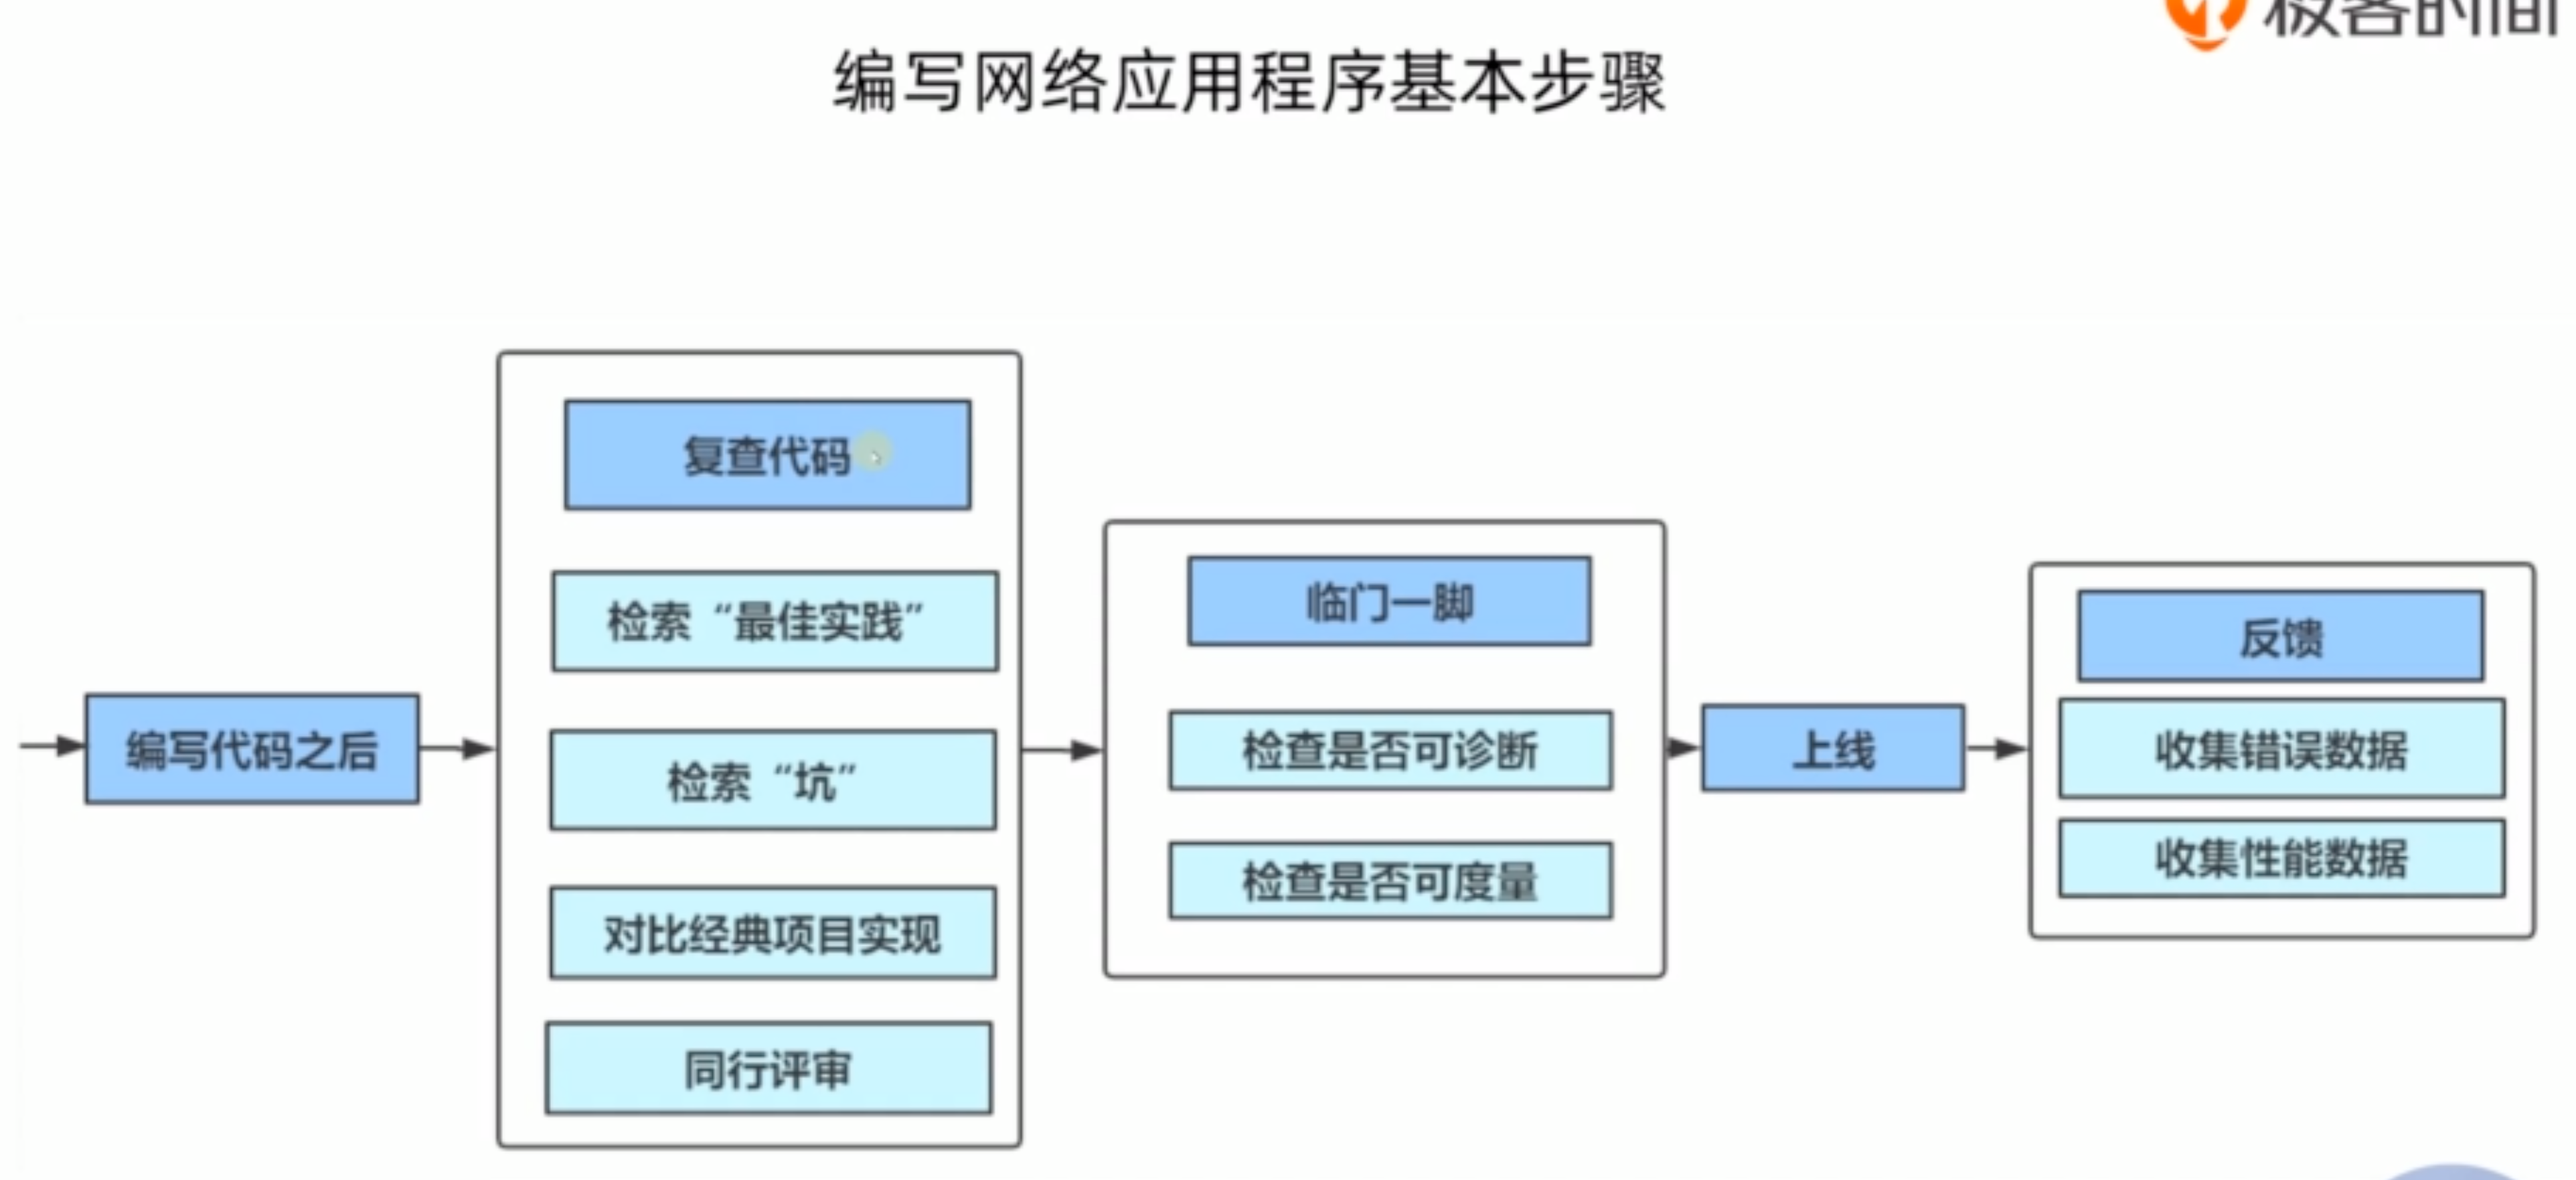 极客时间
编写网络应用程序基本步骤
编写代码之后
复查代码
检索“最佳实践”
检索“坑”
对比经典项目实现
同行评审
临门一脚
检查是否可诊断
检查是否可度量
上线
反馈
收集错误数据
收集性能数据